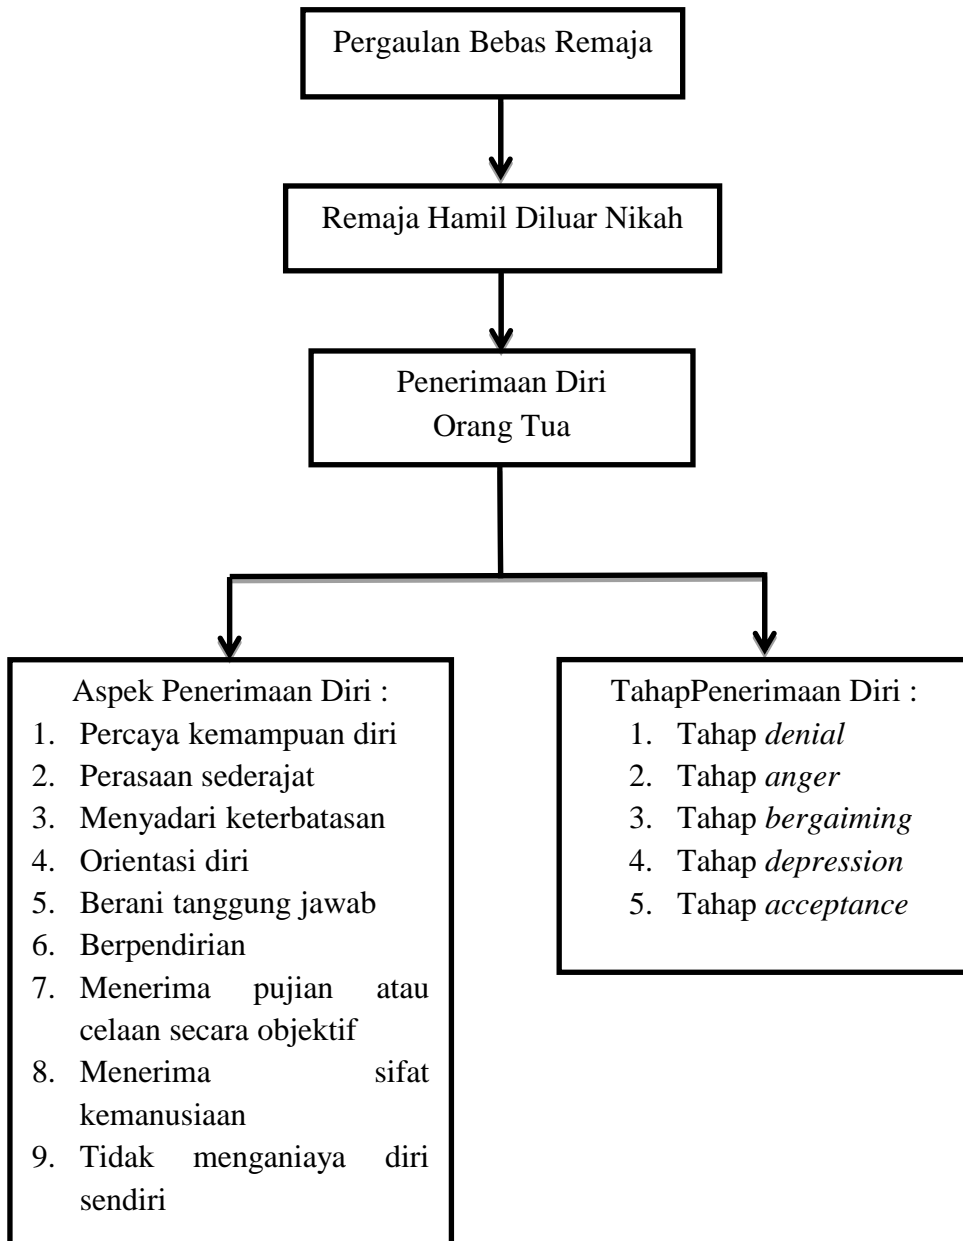 Pergaulan Bebas Remaja
Remaja Hamil Diluar Nikah
Penerimaan Diri
Orang Tua
Aspek Penerimaan Diri :
1. Percaya kemampuan diri
2. Perasaan sederajat
3. Menyadari keterbatasan
4. Orientasi diri
5. Berani tanggung jawab
6. Berpendirian
7. Menerima pujian atau
celaan secara objektif
8. Menerima sifat
kemanusiaan
9. Tidak menganiaya diri
sendiri
TahapPenerimaan Diri :
1. Tahap denial
2. Tahap anger
3. Tahap bergaiming
4. Tahap depression
5. Tahap acceptance